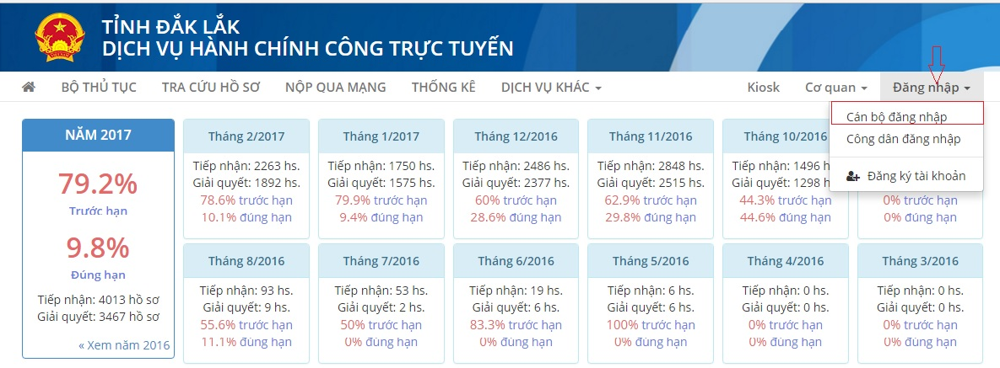 TỈNH ĐẮK LẮK
DỊCH VỤ HÀNH CHÍNH CÔNG TRỰC TUYẾN
BỘ THỦ TỤC TRA CỨU HỒ SƠ NỘP QUA MẠNG THỐNG KÊ DỊCH VỤ KHÁC Kiosk Cơ quan Đăng nhập
Cán bộ đăng nhập
Công dân đăng nhập
Đăng ký tài khoản
NĂM 2017
79.2%
Trước hạn
9.8%
Đúng hạn
Tiếp nhận: 4013 hồ sơ
Giải quyết: 3467 hồ sơ
« Xem năm 2016
Tháng 2/2017
Tiếp nhận: 2263 hs.
Giải quyết: 1892 hs.
78.6% trước hạn
10.1% đúng hạn
Tháng 1/2017
Tiếp nhận: 1750 hs.
Giải quyết: 1575 hs.
79.9% trước hạn
9.4% đúng hạn
Tháng 12/2016
Tiếp nhận: 2486 hs.
Giải quyết: 2377 hs.
60% trước hạn
28.6% đúng hạn
Tháng 11/2016
Tiếp nhận: 2848 hs.
Giải quyết: 2515 hs.
62.9% trước hạn
29.8% đúng hạn
Tháng 10/2016
Tiếp nhận: 1496 h
Giải quyết: 1298 h
44.3% trước hạn
44.6% đúng hạn
0% trước hạn
0% đúng hạn
Tháng 8/2016
Tiếp nhận: 93 hs.
Giải quyết: 9 hs.
55.6% trước hạn
11.1% đúng hạn
Tháng 7/2016
Tiếp nhận: 53 hs.
Giải quyết: 2 hs.
50% trước hạn
0% đúng hạn
Tháng 6/2016
Tiếp nhận: 19 hs.
Giải quyết: 6 hs.
83.3% trước hạn
0% đúng hạn
Tháng 5/2016
Tiếp nhận: 6 hs.
Giải quyết: 6 hs.
100% trước hạn
0% đúng hạn
Tháng 4/2016
Tiếp nhận: 0 hs.
Giải quyết: 0 hs.
0% trước hạn
0% đúng hạn
Tháng 3/2016
Tiếp nhận: 0 hs.
Giải quyết: 0 hs.
0% trước hạn
0% đúng hạn